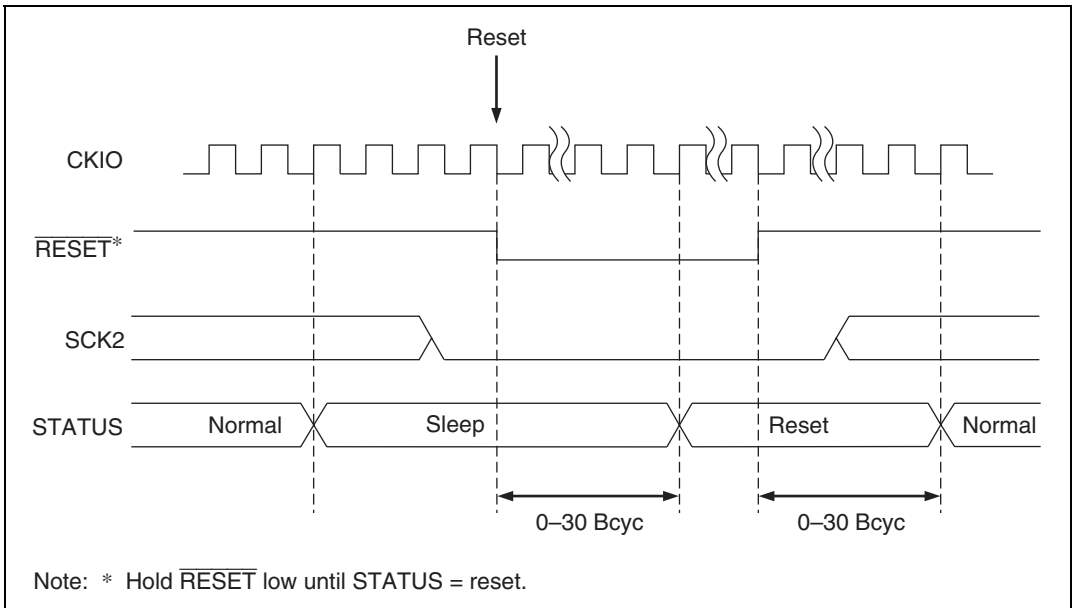 Reset
CKIO
RESET*
SCK2
STATUS Normal Sleep Reset Normal
0–30 Bcyc 0–30 Bcyc
Note: * Hold RESET low until STATUS = reset.